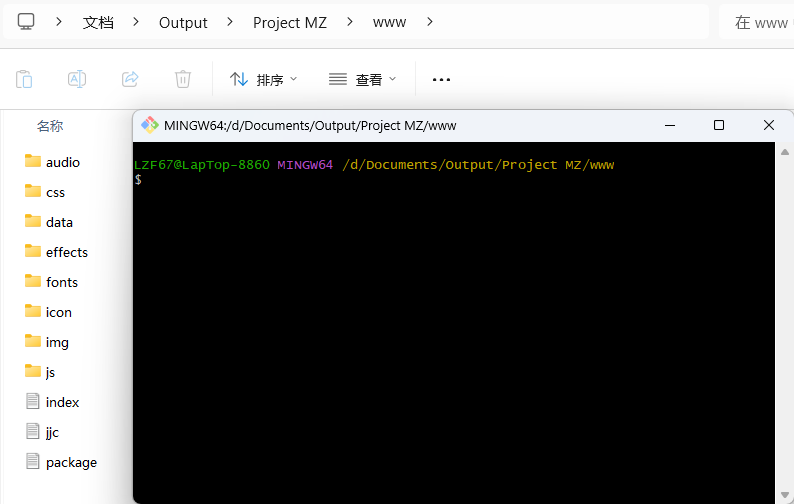 文档 Output Project MZ www 在 www
排序 查看
名称
audio
css
data
effects
fonts
icon
img
js
index
jjc
package
MINGW64:/d/Documents/Output/Project MZ/www
LZF67@LapTop-8860 MINGW64 /d/Documents/Output/Project MZ/www
$